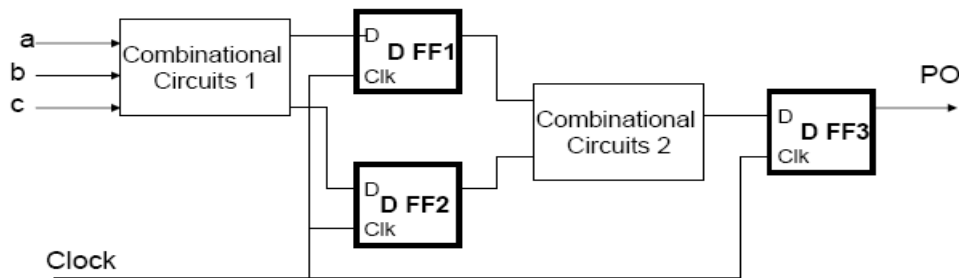 a
b
c
Combinational
Circuits 1
D
D FF1
Clk
D
D FF2
Clk
Combinational
Circuits 2
D
D FF3
Clk
PO
Clock